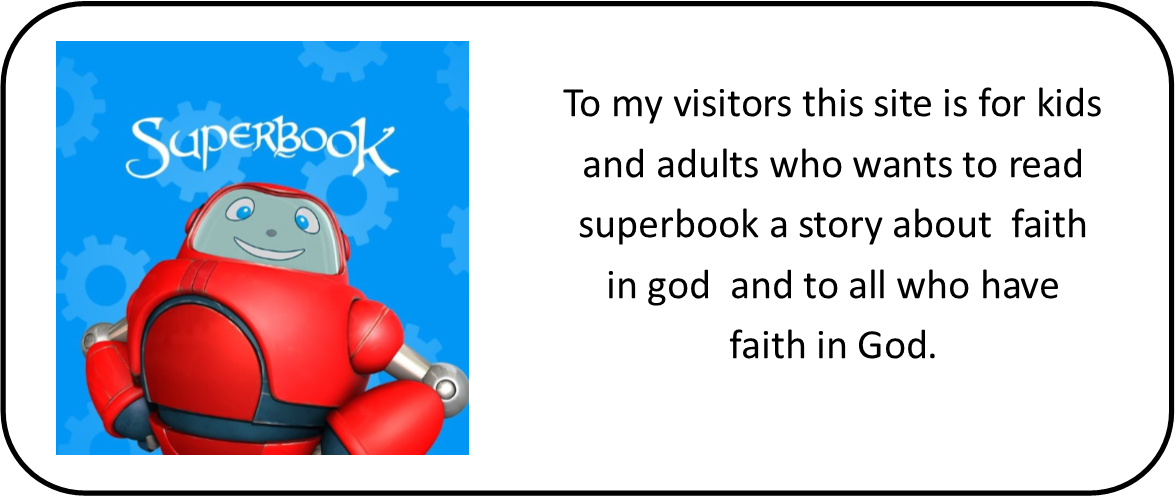 SUPERBOOK
To my visitors this site is for kids
and adults who wants to read
superbook a story about  faith
in god  and to all who have
faith in God.